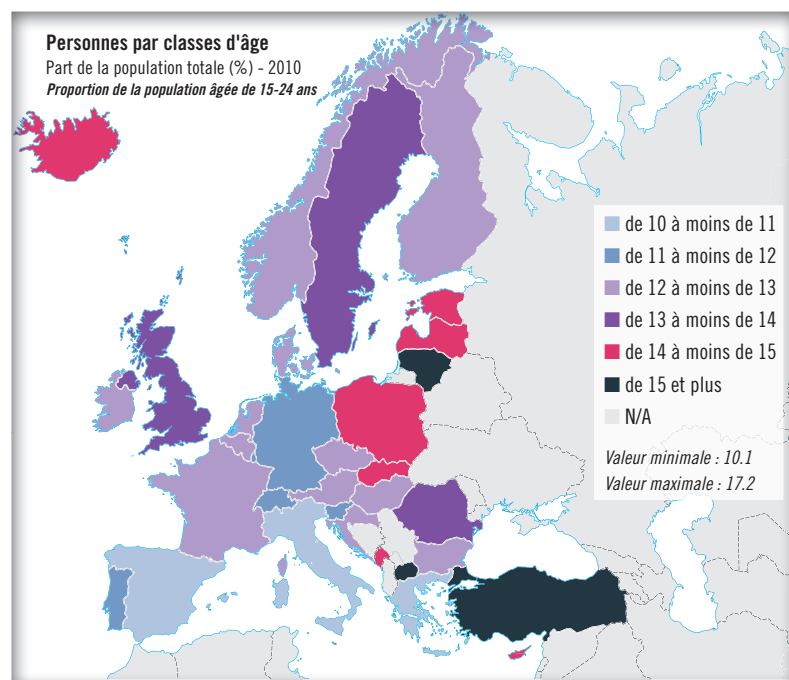 Personnes par classes d'âge
Part de la population totale (%) - 2010
Proportion de la population âgée de 15-24 ans
de 10 à moins de 11
de 11 à moins de 12
de 12 à moins de 13
de 13 à moins de 14
de 14 à moins de 15
de 15 et plus
N/A
Valeur minimale : 10.1
Valeur maximale : 17.2